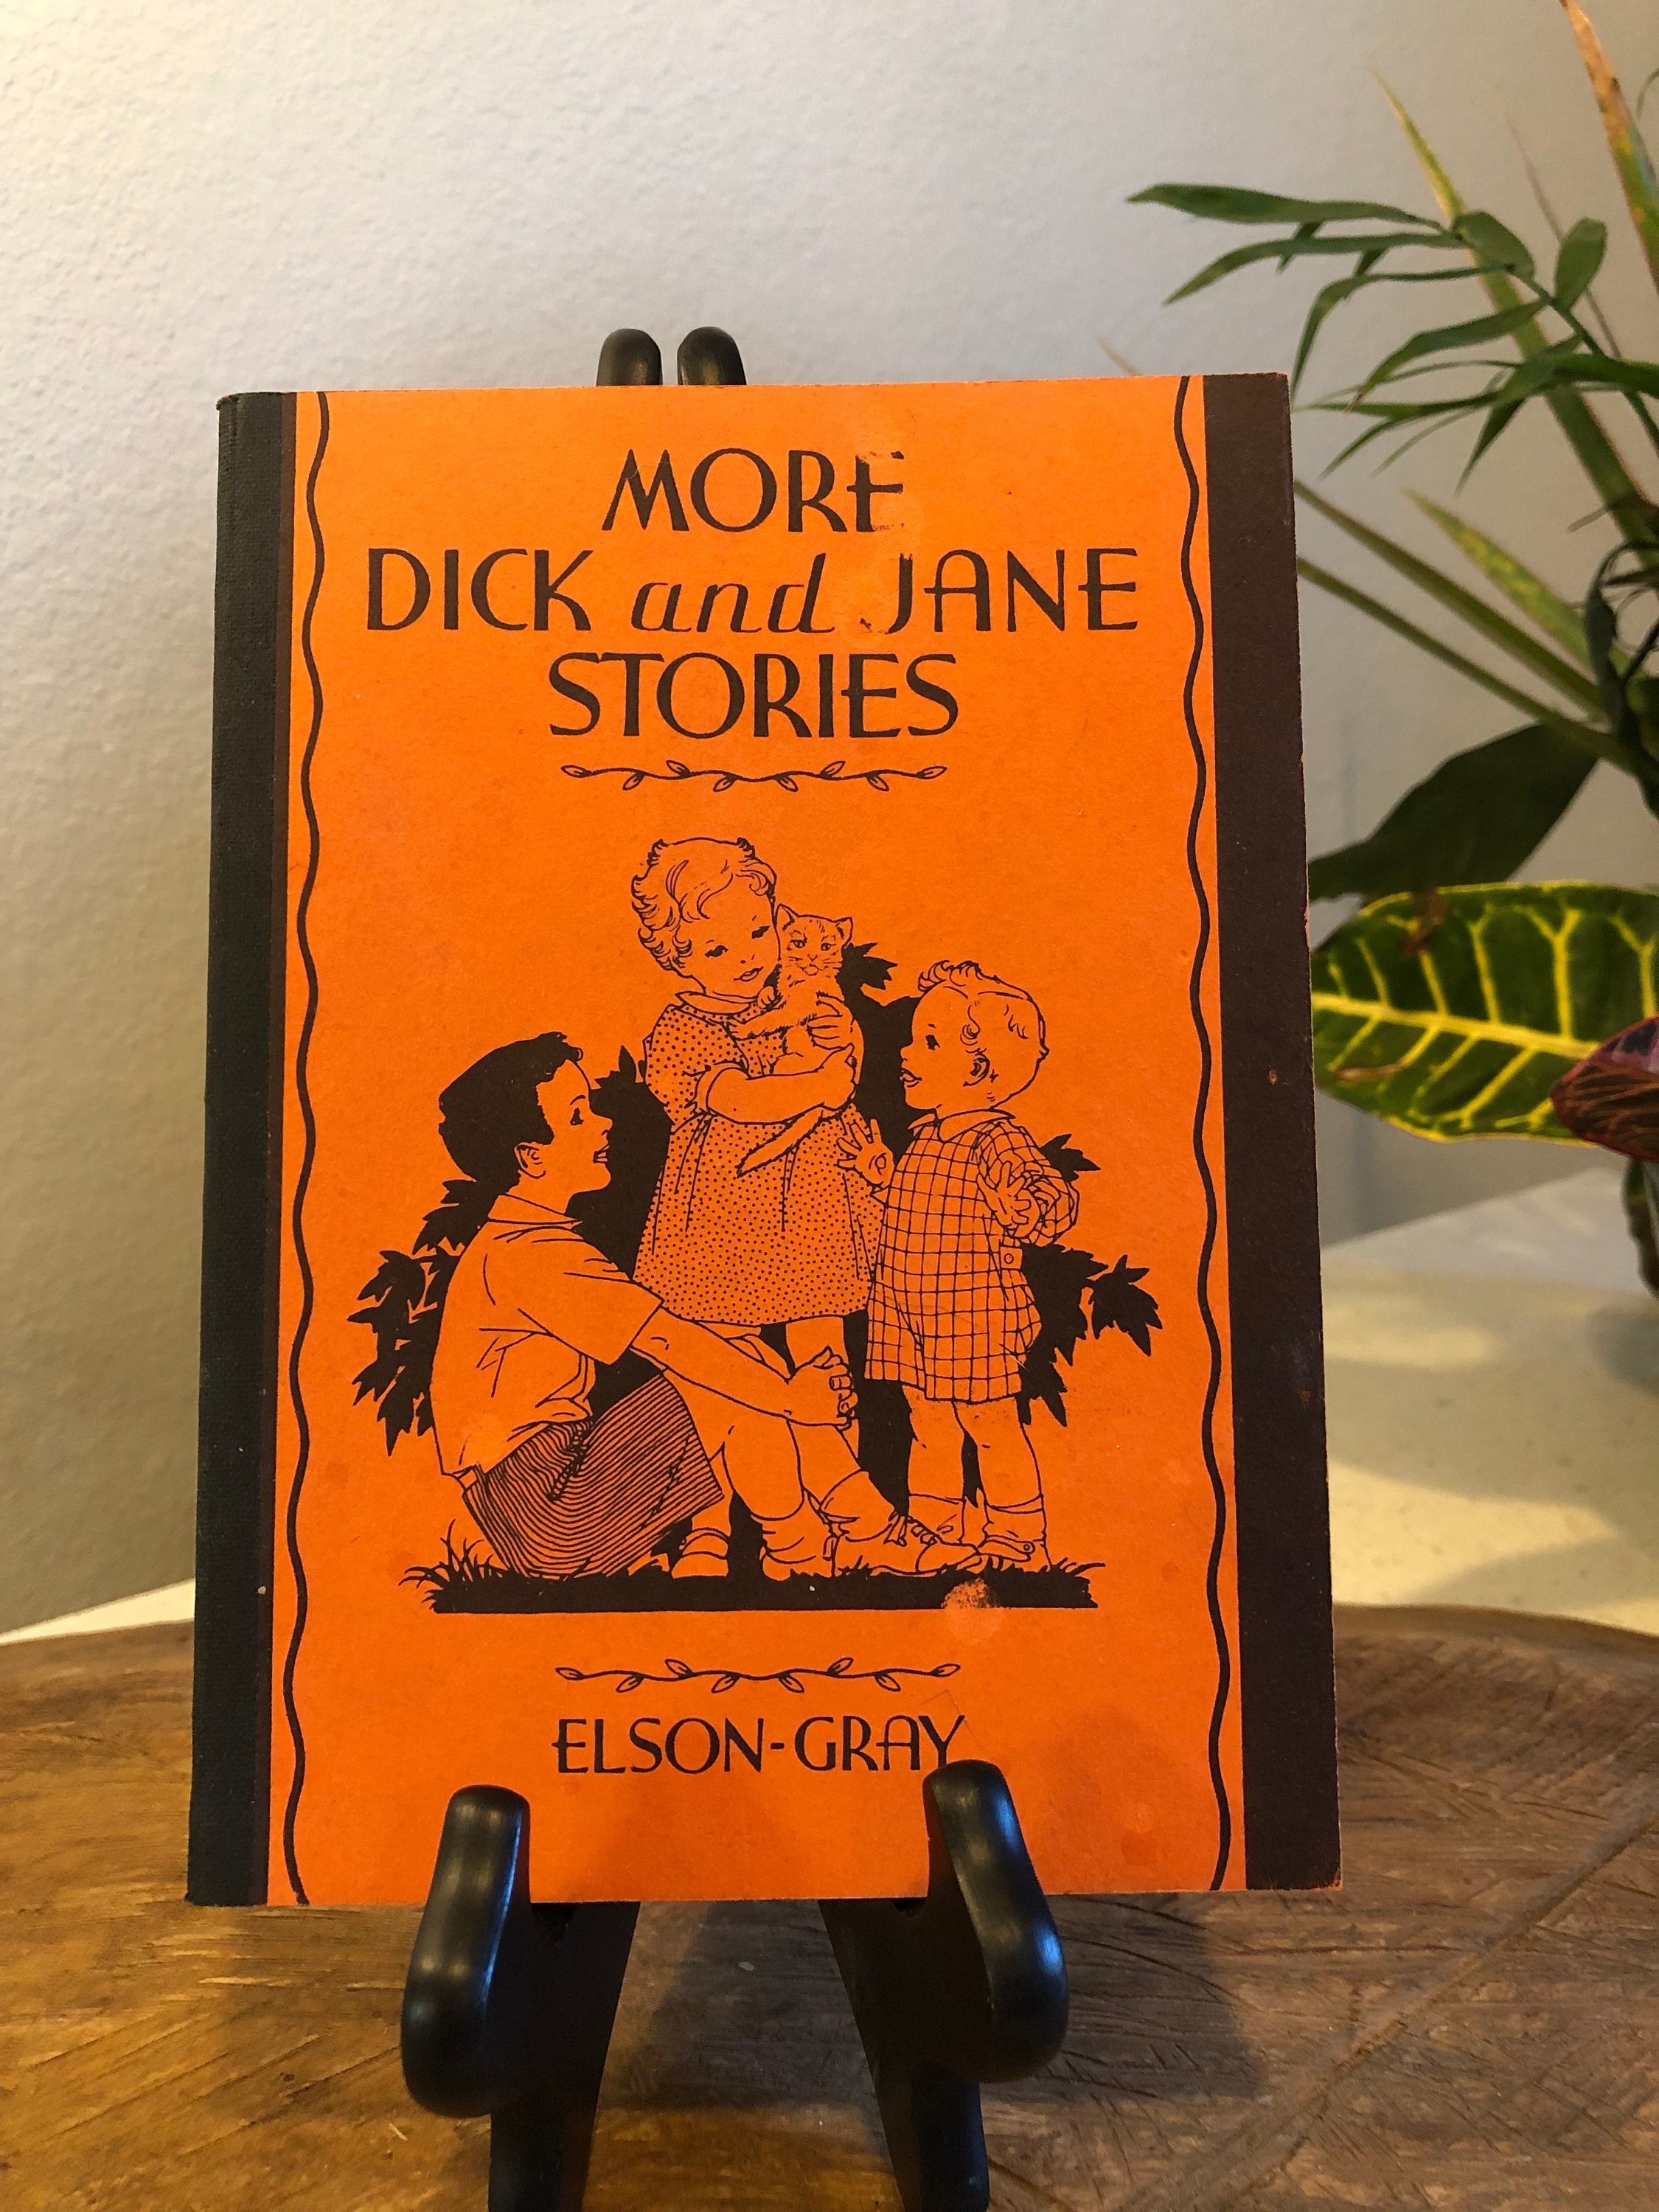 MORE
DICK and JANE
STORIES
ELSON-GRAY